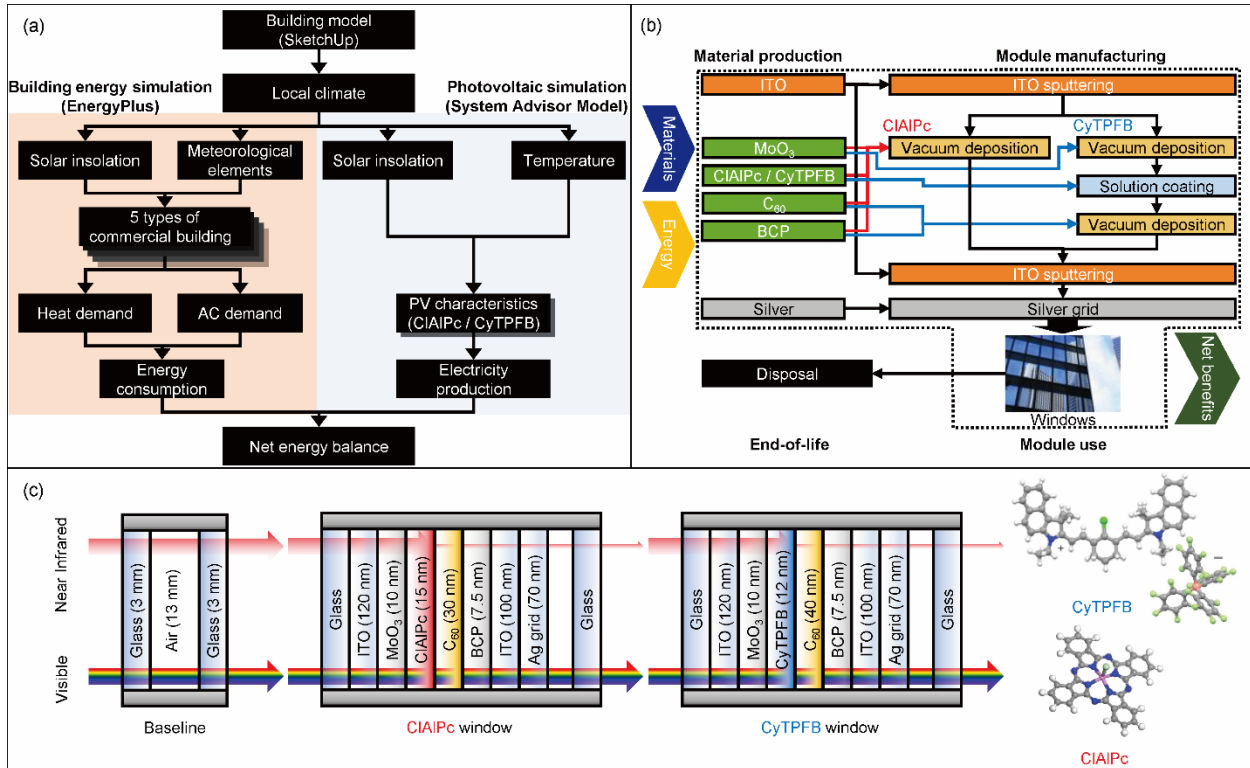 (a)
Building model
(SketchUp)
Local climate
Building energy simulation
(EnergyPlus)
Photovoltaic simulation
(System Advisor Model)
Solar insolation
Meteorological
elements
Solar insolation
Temperature
5 types of
commercial building
Heat demand
AC demand
PV characteristics
(ClAlPc / CyTPFB)
Energy
consumption
Electricity
production
Net energy balance
(b)
Material production
Module manufacturing
Materials
Energy
ITO
ITO sputtering
ClAlPc
CyTPFB
MoO₃
Vacuum deposition
Vacuum deposition
ClAlPc / CyTPFB
Solution coating
C₆₀
BCP
Vacuum deposition
ITO sputtering
Silver
Silver grid
Disposal
Windows
Net benefits
End-of-life
Module use
(c)
Near Infrared
Visible
Glass (3 mm)
Air (13 mm)
Glass (3 mm)
Baseline
Glass
ITO (120 nm)
MoO₃ (10 nm)
ClAlPc (15 nm)
C₆₀ (30 nm)
BCP (7.5 nm)
ITO (100 nm)
Ag grid (70 nm)
Glass
ClAlPc window
Glass
ITO (120 nm)
MoO₃ (10 nm)
CyTPFB (12 nm)
C₆₀ (40 nm)
BCP (7.5 nm)
ITO (100 nm)
Ag grid (70 nm)
Glass
CyTPFB window
+
−
CyTPFB
ClAlPc